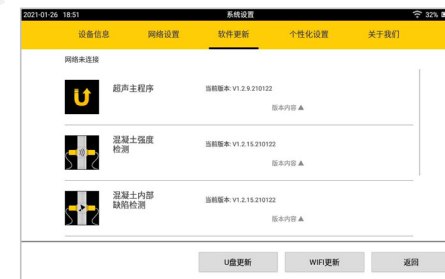 2021-01-26 18:51 系统设置 32%
设备信息 网络设置 软件更新 个性化设置 关于我们
网络未连接
超声主程序 当前版本: V1.2.9.210122
版本内容 ▲
混凝土强度
检测
当前版本: V1.2.15.210122
版本内容 ▲
混凝土内部
缺陷检测
当前版本: V1.2.15.210122
版本内容 ▲
U盘更新 WIFI更新 返回